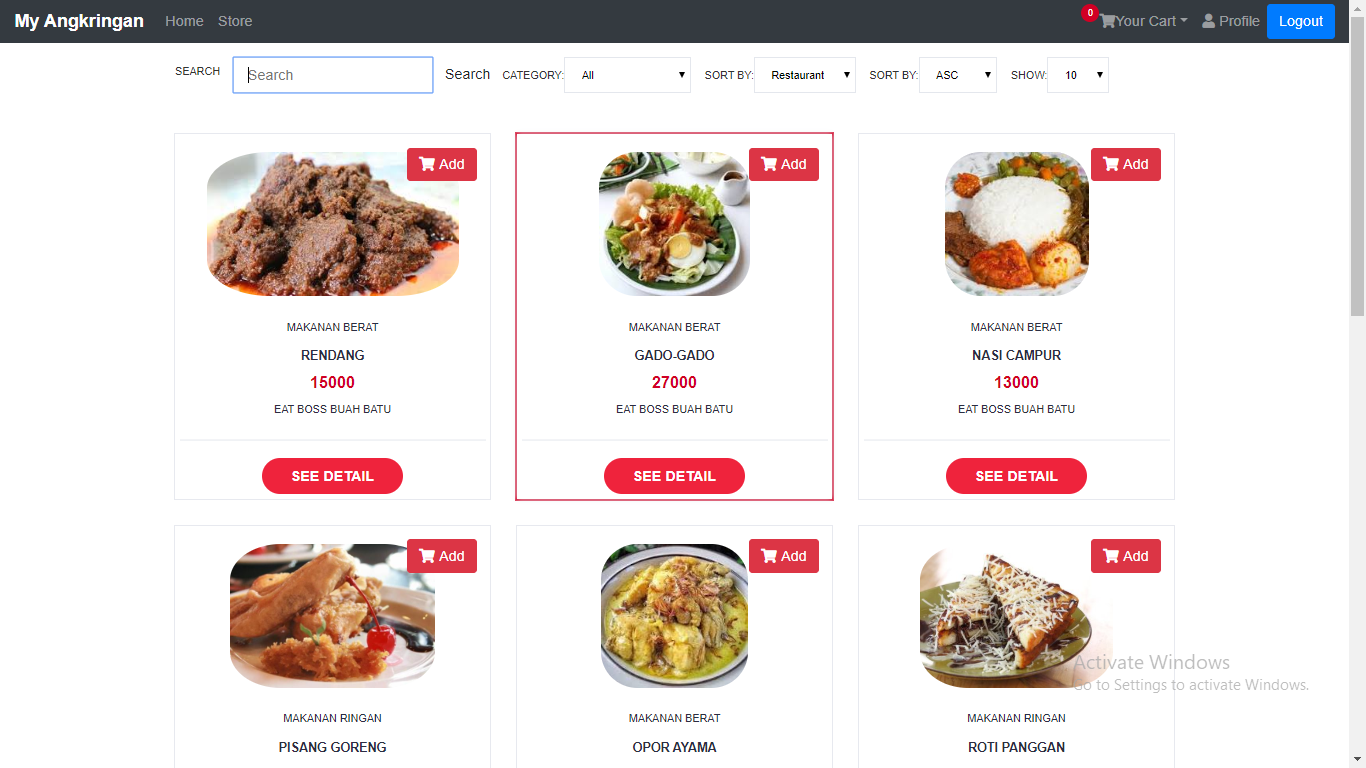 My Angkringan Home Store 0 Your Cart Profile Logout
SEARCH Search Search CATEGORY: All SORT BY: Restaurant SORT BY: ASC SHOW: 10
Add Add Add
MAKANAN BERAT MAKANAN BERAT MAKANAN BERAT
RENDANG GADO-GADO NASI CAMPUR
15000 27000 13000
EAT BOSS BUAH BATU EAT BOSS BUAH BATU EAT BOSS BUAH BATU
SEE DETAIL SEE DETAIL SEE DETAIL
Add Add Add
Activate Windows
Go to Settings to activate Windows.
MAKANAN RINGAN MAKANAN BERAT MAKANAN RINGAN
PISANG GORENG OPOR AYAMA ROTI PANGGAN